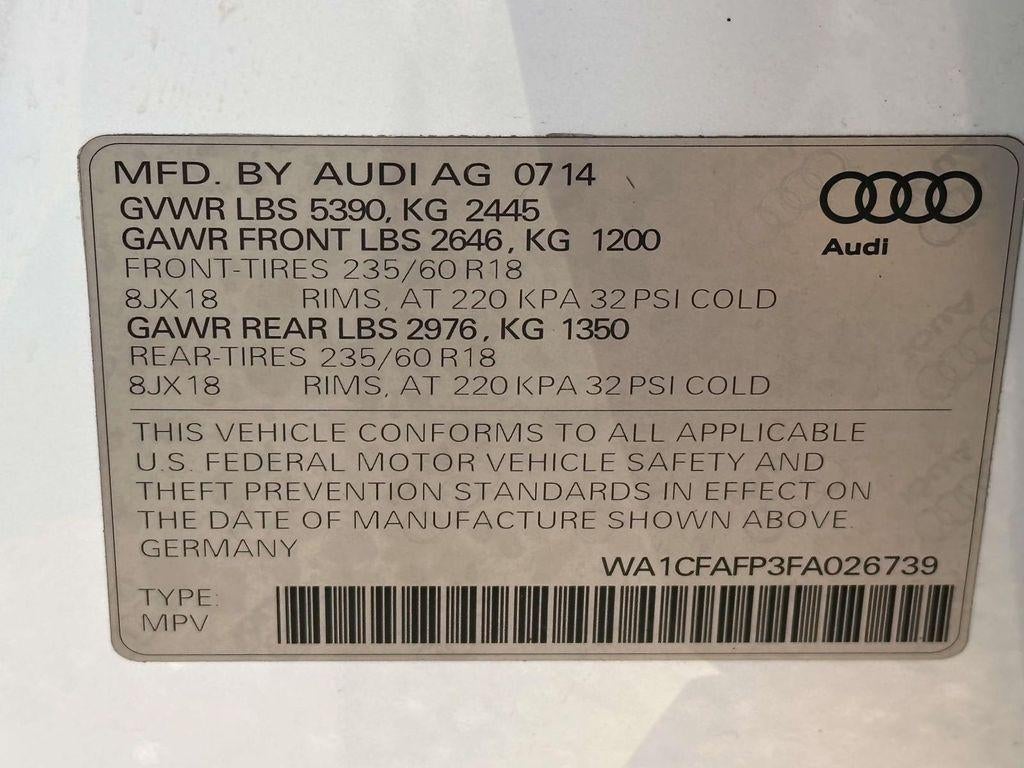 MFD. BY AUDI AG 0714
GVWR LBS 5390, KG 2445
GAWR FRONT LBS 2646, KG 1200
FRONT-TIRES 235/60 R18
8JX18 RIMS, AT 220 KPA 32 PSI COLD
GAWR REAR LBS 2976, KG 1350
REAR-TIRES 235/60 R18
8JX18 RIMS, AT 220 KPA 32 PSI COLD
Audi
THIS VEHICLE CONFORMS TO ALL APPLICABLE
U.S. FEDERAL MOTOR VEHICLE SAFETY AND
THEFT PREVENTION STANDARDS IN EFFECT ON
THE DATE OF MANUFACTURE SHOWN ABOVE.
GERMANY
WA1CFAFP3FA026739
TYPE:
MPV